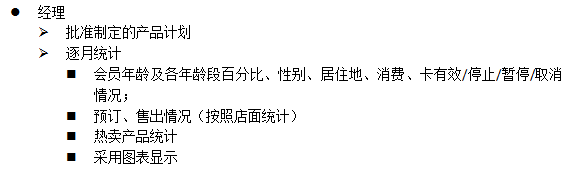 经理
批准制定的产品计划
逐月统计
会员年龄及各年龄段百分比、性别、居住地、消费、卡有效/停止/暂停/取消
情况；
预订、售出情况（按照店面统计）
热卖产品统计
采用图表显示